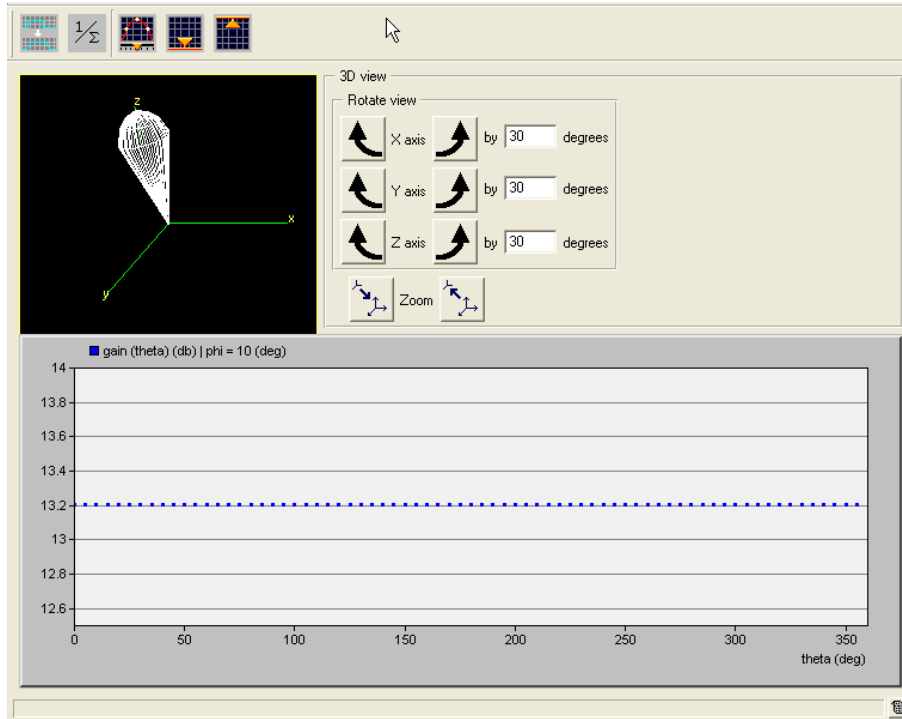 1/Σ
3D view
Rotate view
z
x
y
X axis by 30 degrees
Y axis by 30 degrees
Z axis by 30 degrees
Zoom
gain (theta) (db) | phi = 10 (deg)
14
13.8
13.6
13.4
13.2
13
12.8
12.6
0 50 100 150 200 250 300 350
theta (deg)